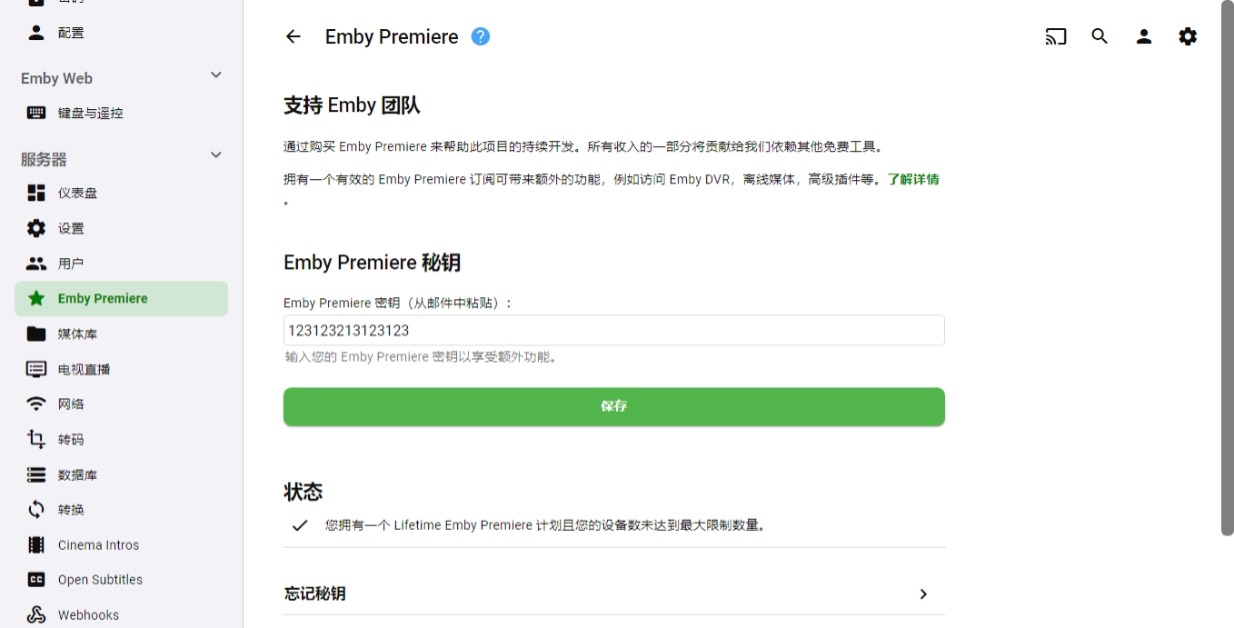 配置
Emby Web
键盘与遥控
服务器
仪表盘
设置
用户
Emby Premiere
媒体库
电视直播
网络
转码
数据库
转换
Cinema Intros
Open Subtitles
Webhooks
Emby Premiere
支持 Emby 团队
通过购买 Emby Premiere 来帮助此项目的持续开发。所有收入的一部分将贡献给我们依赖其他免费工具。
拥有一个有效的 Emby Premiere 订阅可带来额外的功能，例如访问 Emby DVR，离线媒体，高级插件等。了解详情
。
Emby Premiere 秘钥
Emby Premiere 密钥（从邮件中粘贴）:
123123213123123
输入您的 Emby Premiere 密钥以享受额外功能。
保存
状态
您拥有一个 Lifetime Emby Premiere 计划且您的设备数未达到最大限制数量。
忘记秘钥